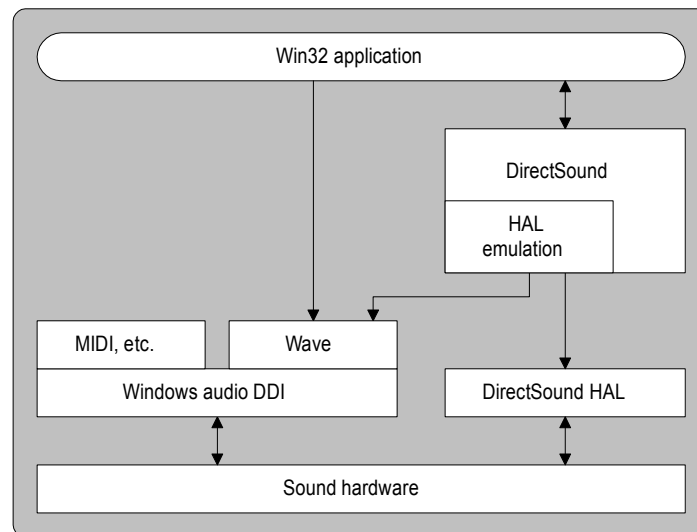 Win32 application
DirectSound
HAL
emulation
MIDI, etc.
Wave
Windows audio DDI
DirectSound HAL
Sound hardware